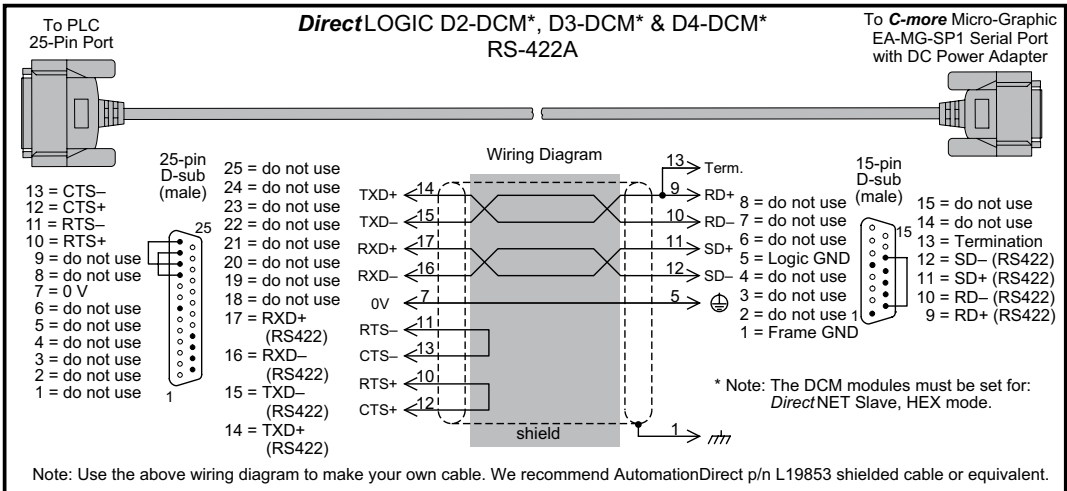 To PLC
25-Pin Port
DirectLOGIC D2-DCM*, D3-DCM* & D4-DCM*
RS-422A
To C-more Micro-Graphic
EA-MG-SP1 Serial Port
with DC Power Adapter
25-pin
D-sub
(male)
13 = CTS–
12 = CTS+
11 = RTS–
10 = RTS+
9 = do not use
8 = do not use
7 = 0 V
6 = do not use
5 = do not use
4 = do not use
3 = do not use
2 = do not use
1 = do not use
25
1
25 = do not use
24 = do not use
23 = do not use
22 = do not use
21 = do not use
20 = do not use
19 = do not use
18 = do not use
17 = RXD+
(RS422)
16 = RXD–
(RS422)
15 = TXD–
(RS422)
14 = TXD+
(RS422)
Wiring Diagram
13 Term.
TXD+ 14 9 RD+
TXD– 15 10 RD–
RXD+ 17 11 SD+
RXD– 16 12 SD–
0V 7 5
RTS– 11
CTS– 13
RTS+ 10
CTS+ 12
shield
1
8 = do not use
7 = do not use
6 = do not use
5 = Logic GND
4 = do not use
3 = do not use
2 = do not use
1 = Frame GND
15-pin
D-sub
(male)
15
1
15 = do not use
14 = do not use
13 = Termination
12 = SD– (RS422)
11 = SD+ (RS422)
10 = RD– (RS422)
9 = RD+ (RS422)
* Note: The DCM modules must be set for:
DirectNET Slave, HEX mode.
Note: Use the above wiring diagram to make your own cable. We recommend AutomationDirect p/n L19853 shielded cable or equivalent.